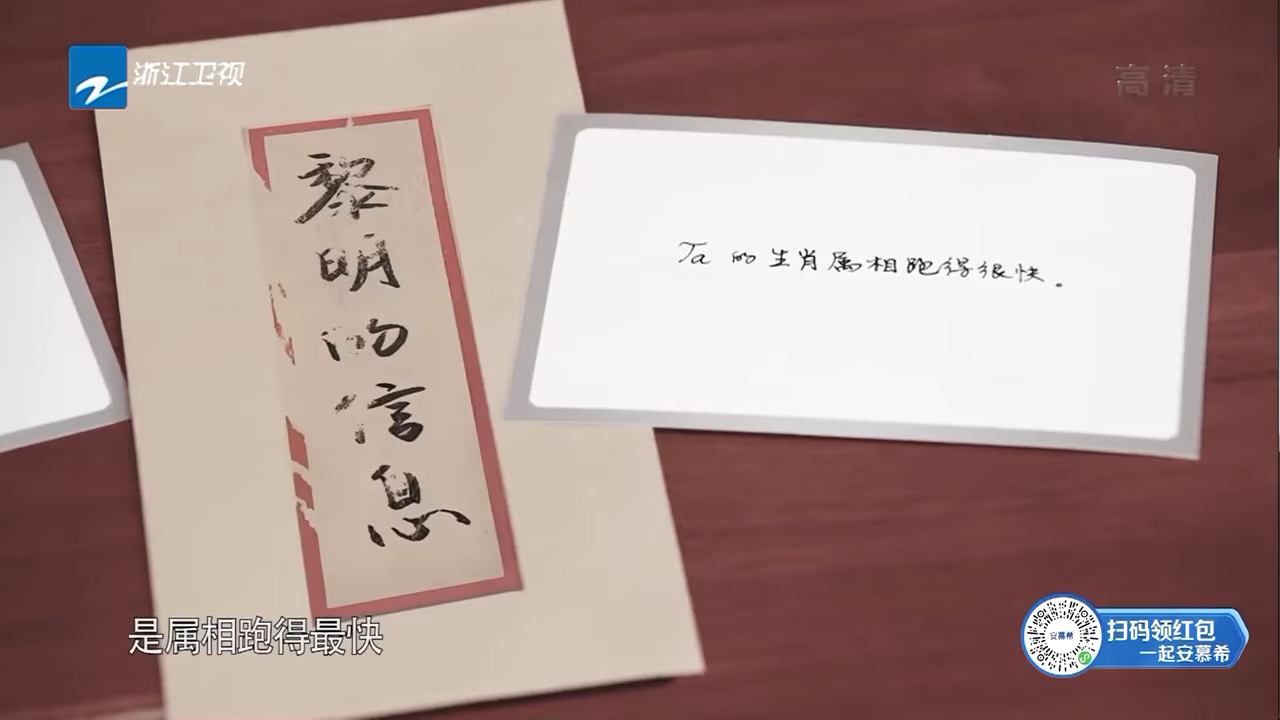 浙江卫视
高清
黎明的信息
Ta的生肖属相跑得很快。
是属相跑得最快
安慕希
扫码领红包
一起安慕希